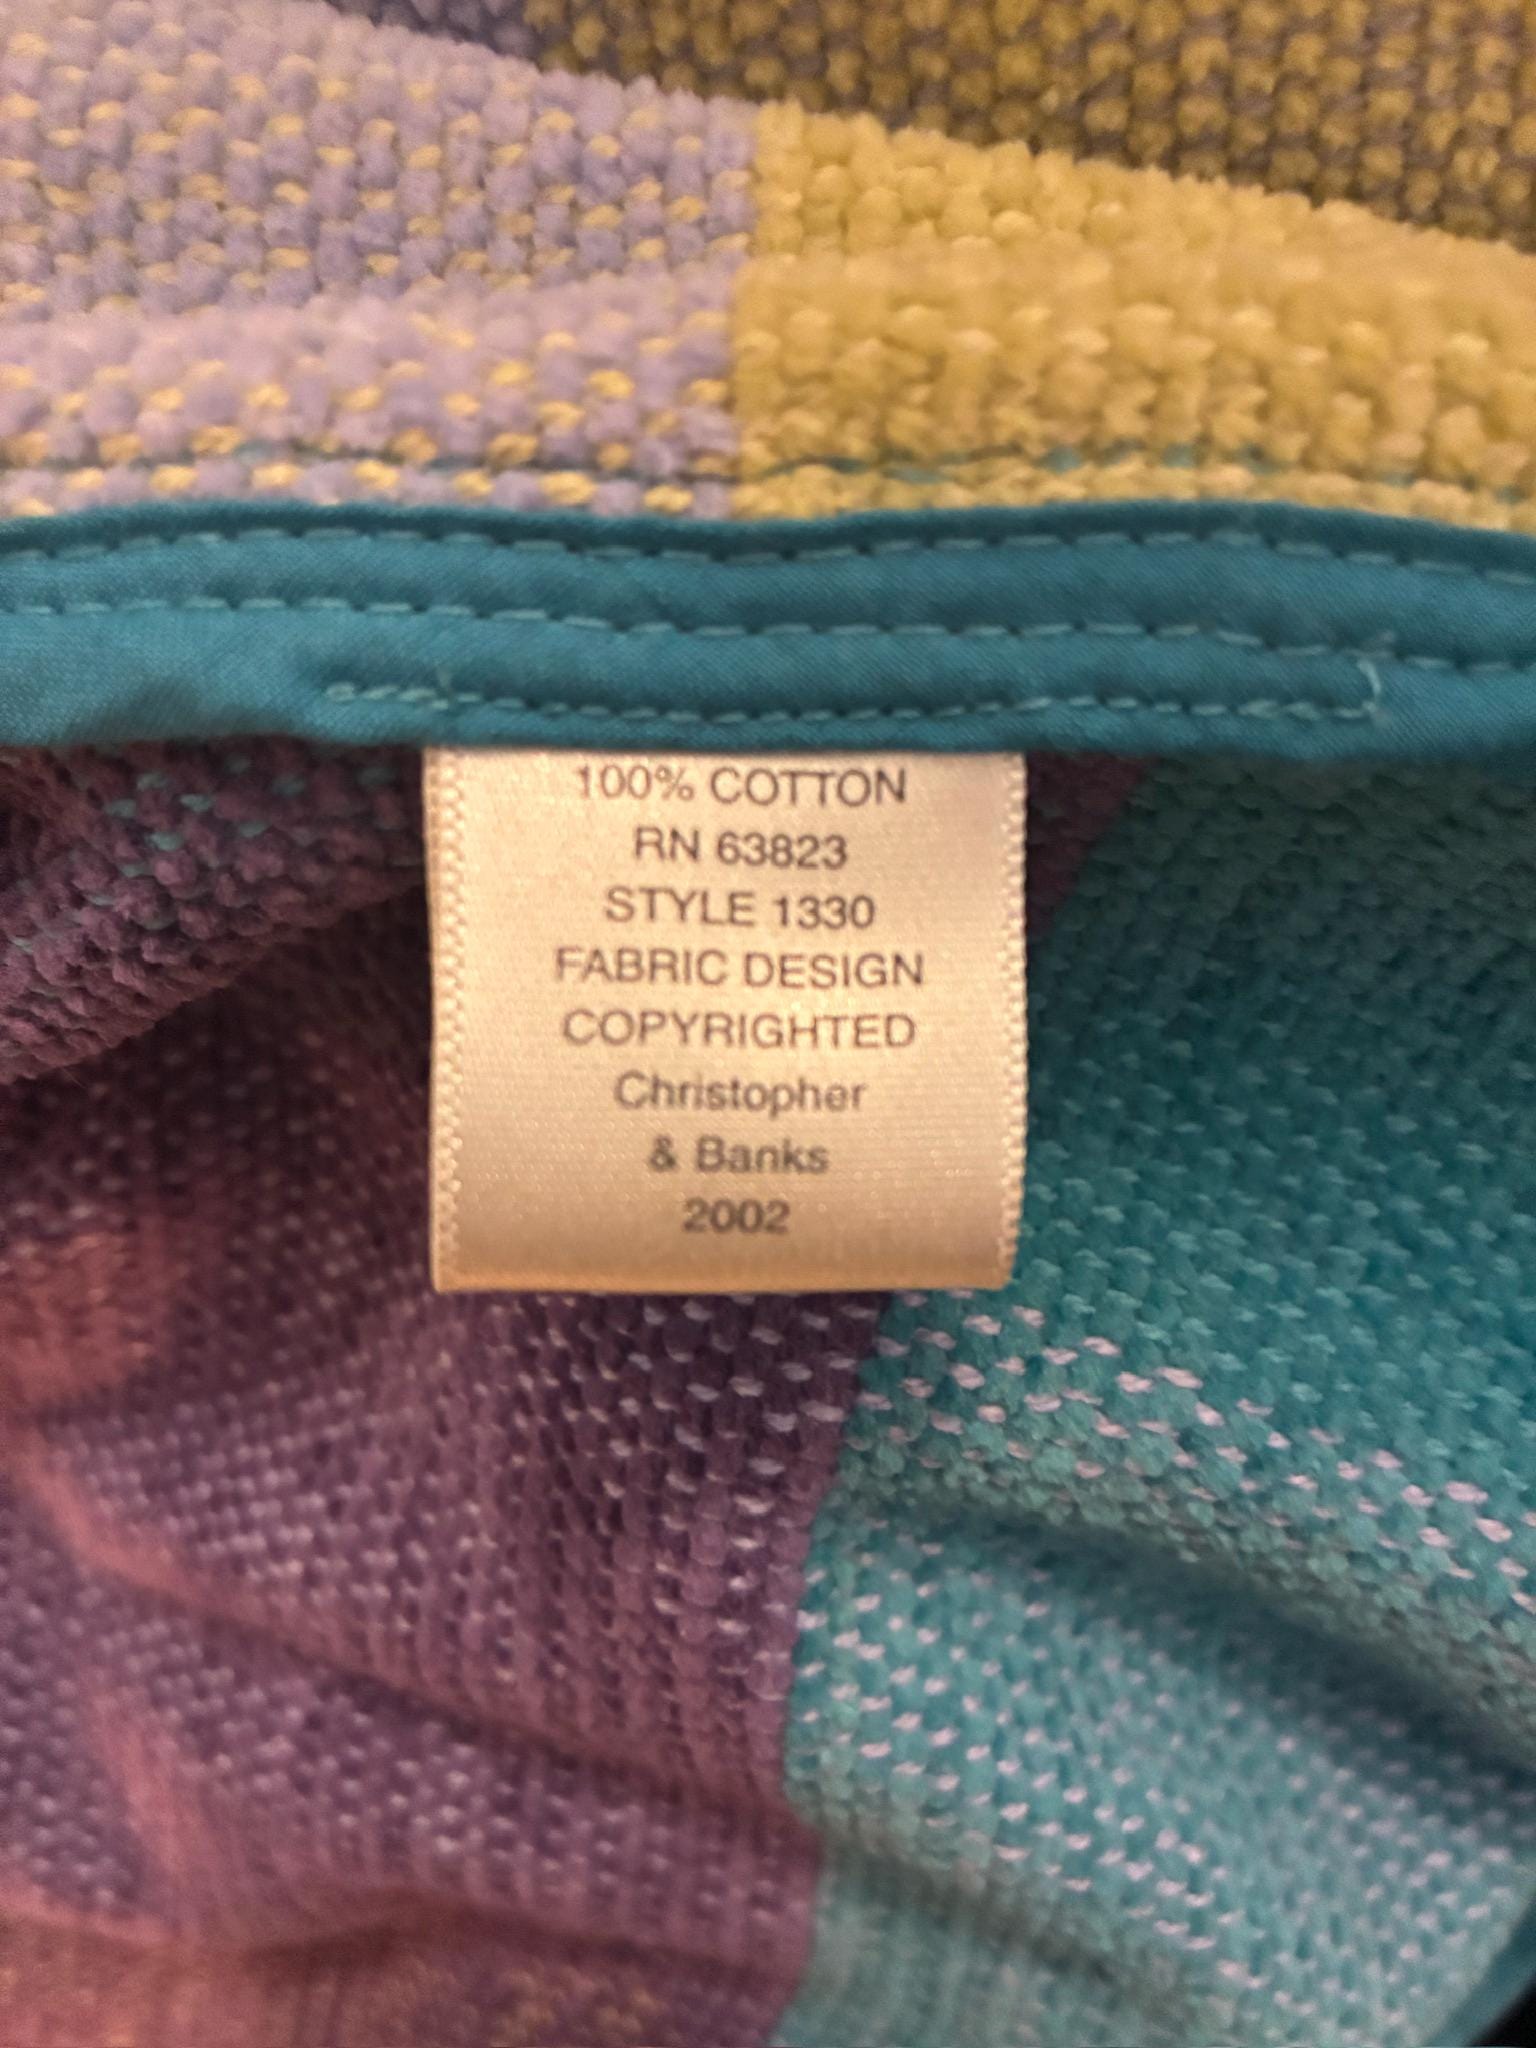 100% COTTON
RN 63823
STYLE 1330
FABRIC DESIGN
COPYRIGHTED
Christopher
& Banks
2002